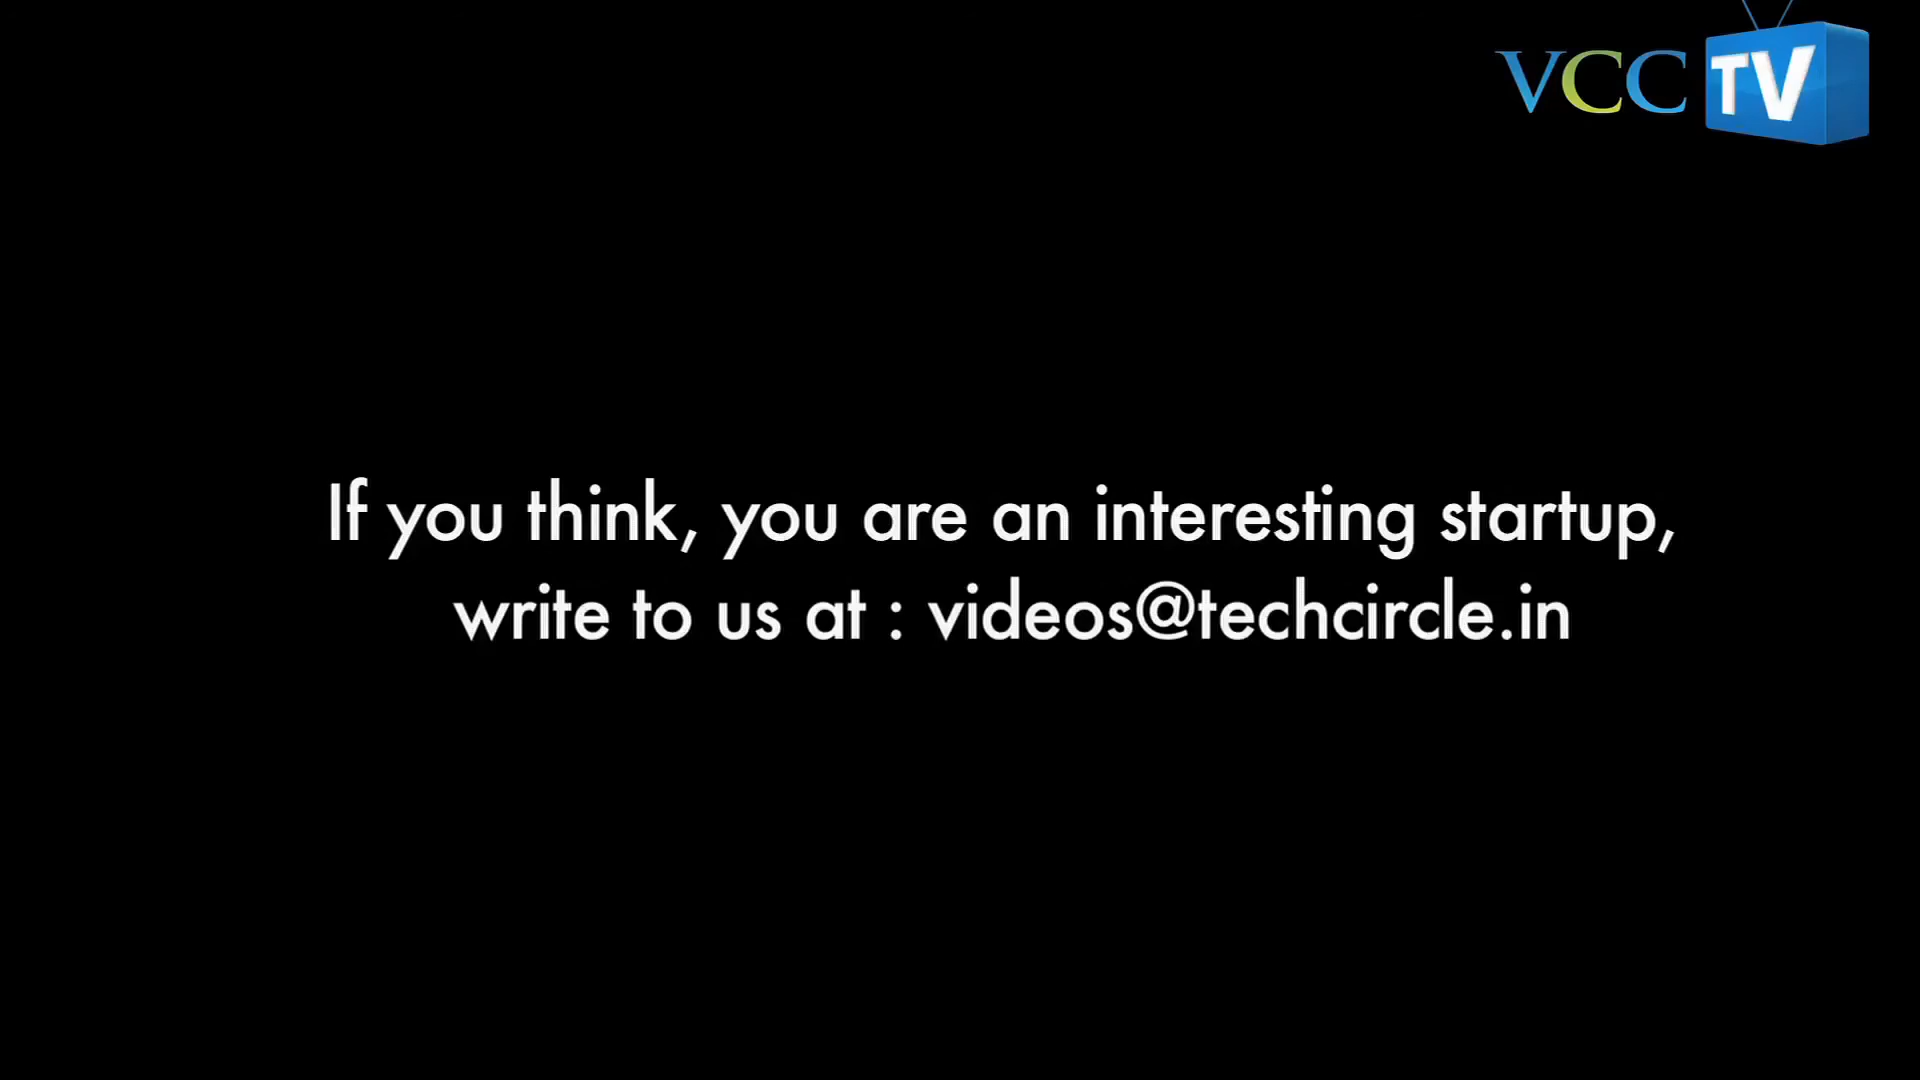 VCC TV
If you think, you are an interesting startup,
write to us at : videos@techcircle.in